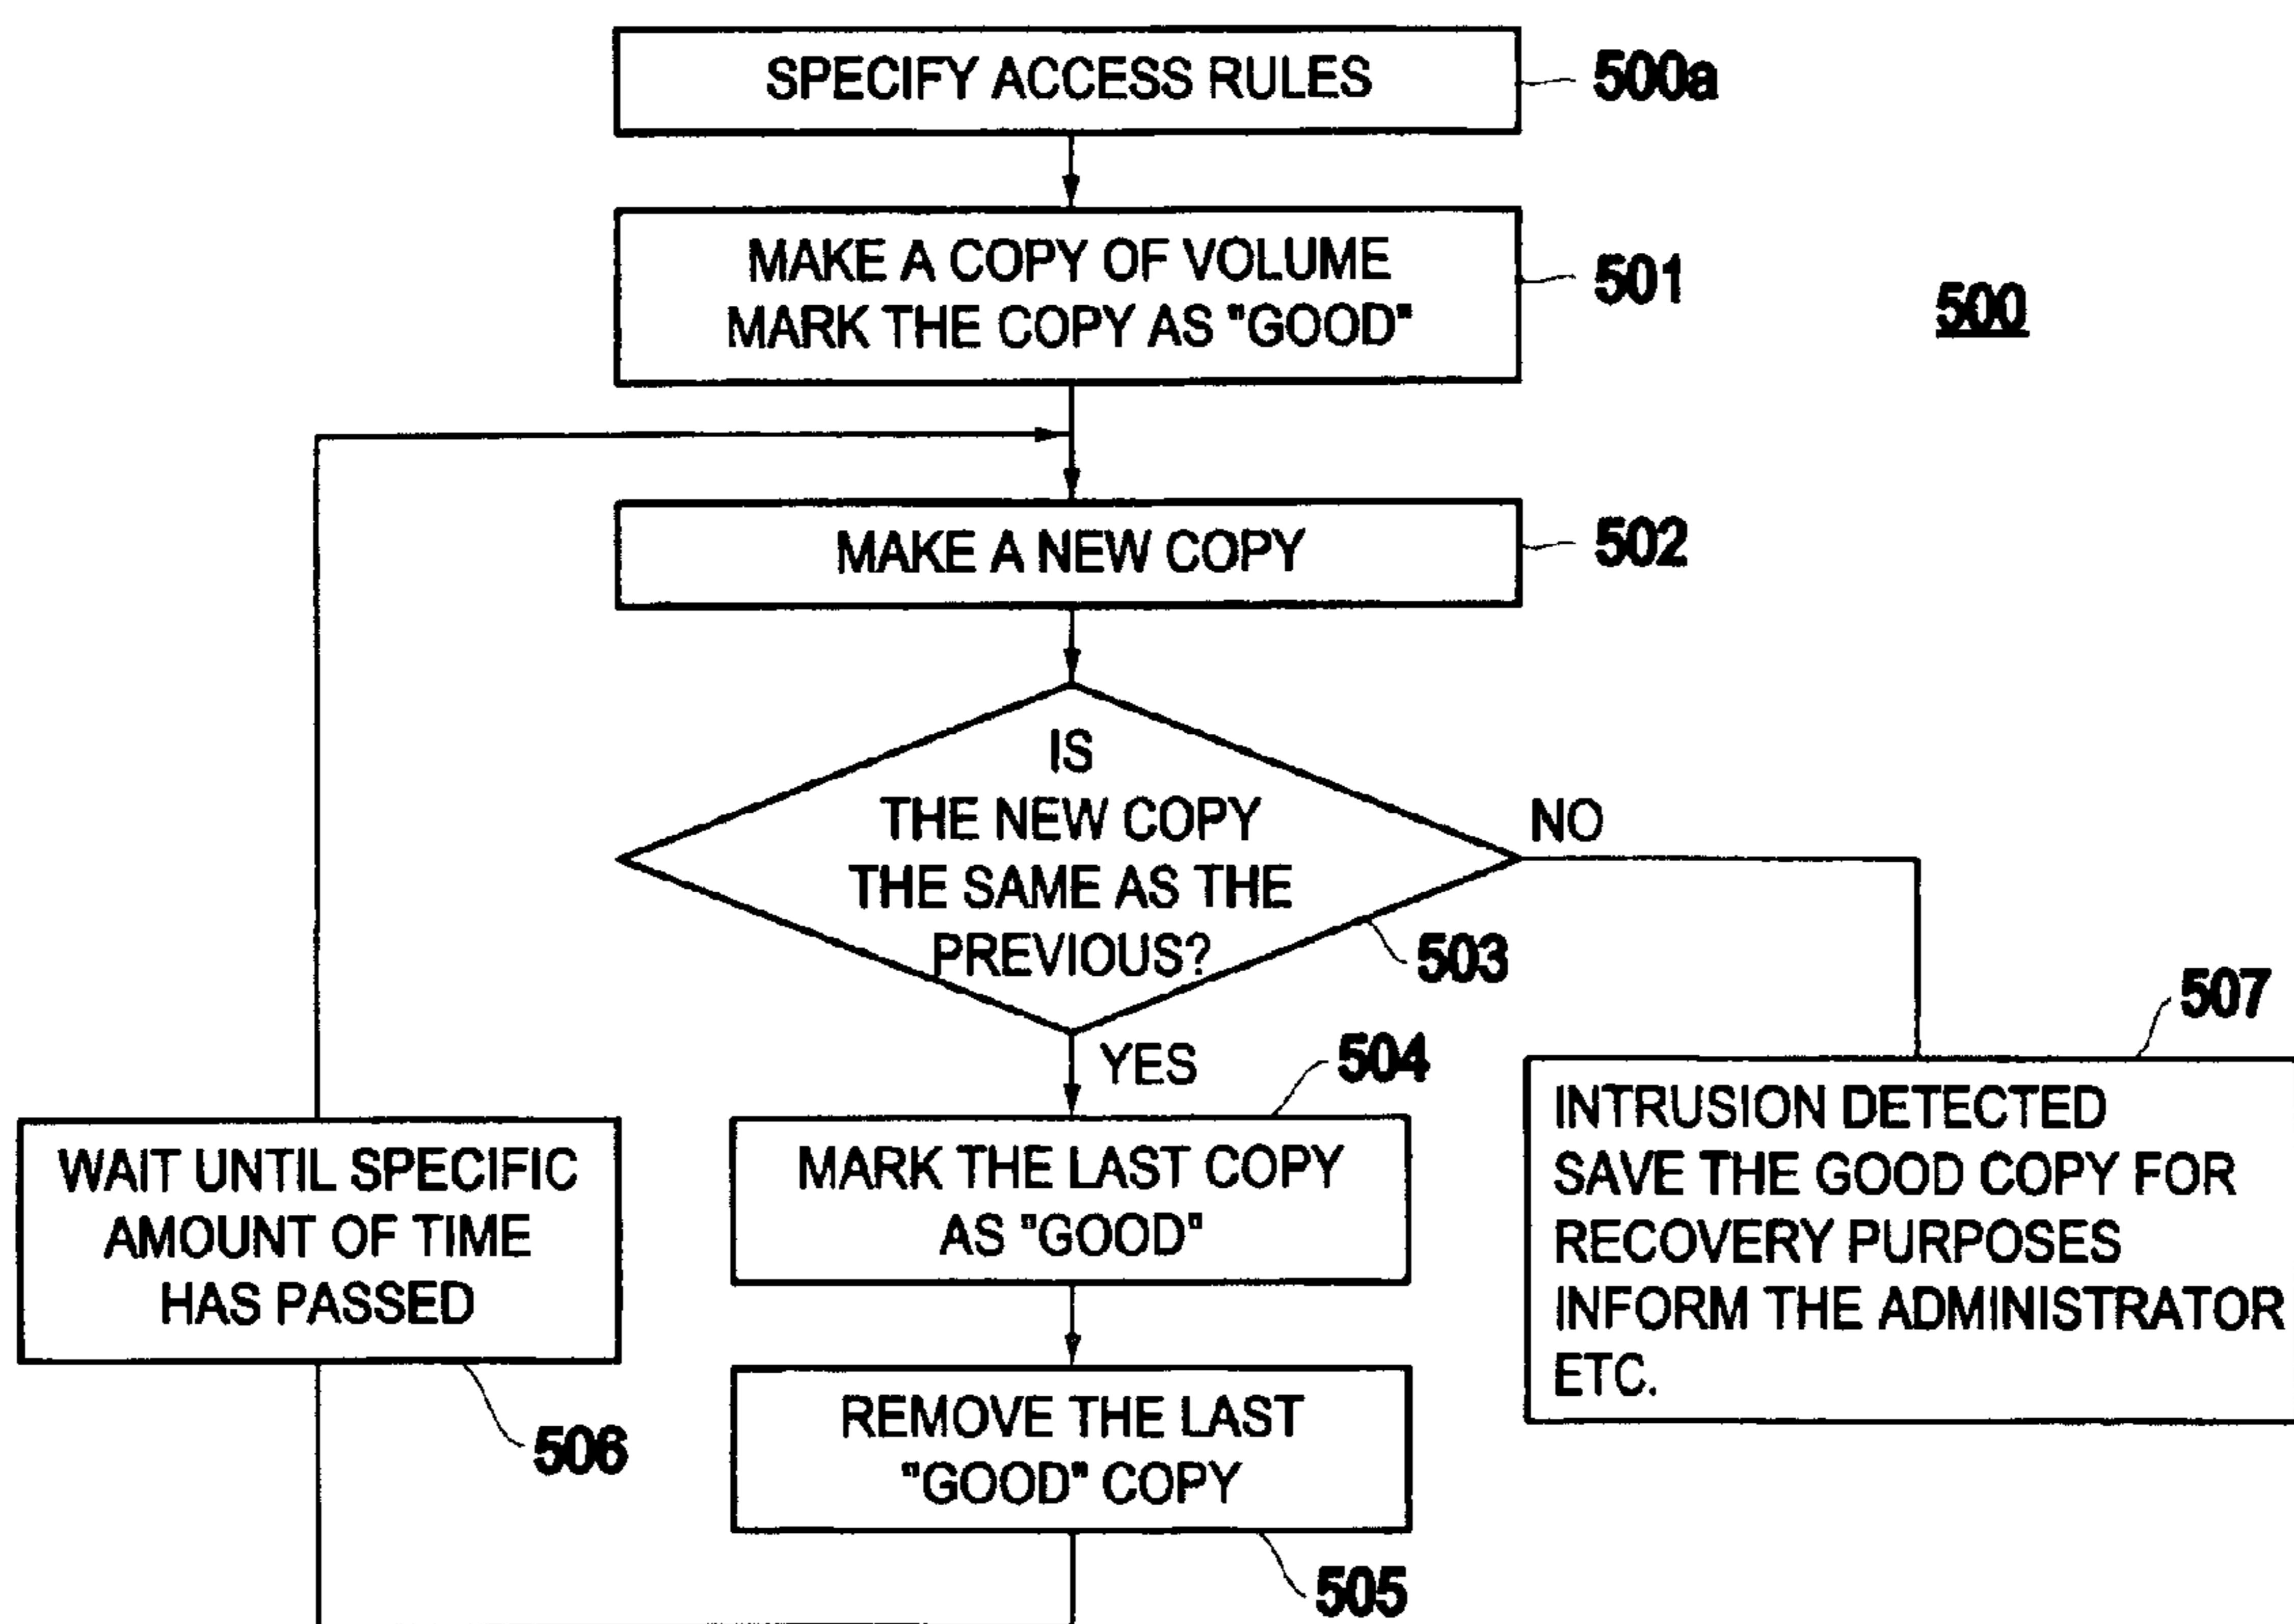 SPECIFY ACCESS RULES
500a
MAKE A COPY OF VOLUME
MARK THE COPY AS "GOOD"
501
500
MAKE A NEW COPY
502
IS
THE NEW COPY
THE SAME AS THE
PREVIOUS?
503
NO
YES
507
INTRUSION DETECTED
SAVE THE GOOD COPY FOR
RECOVERY PURPOSES
INFORM THE ADMINISTRATOR
ETC.
504
MARK THE LAST COPY
AS "GOOD"
WAIT UNTIL SPECIFIC
AMOUNT OF TIME
HAS PASSED
506
REMOVE THE LAST
"GOOD" COPY
505